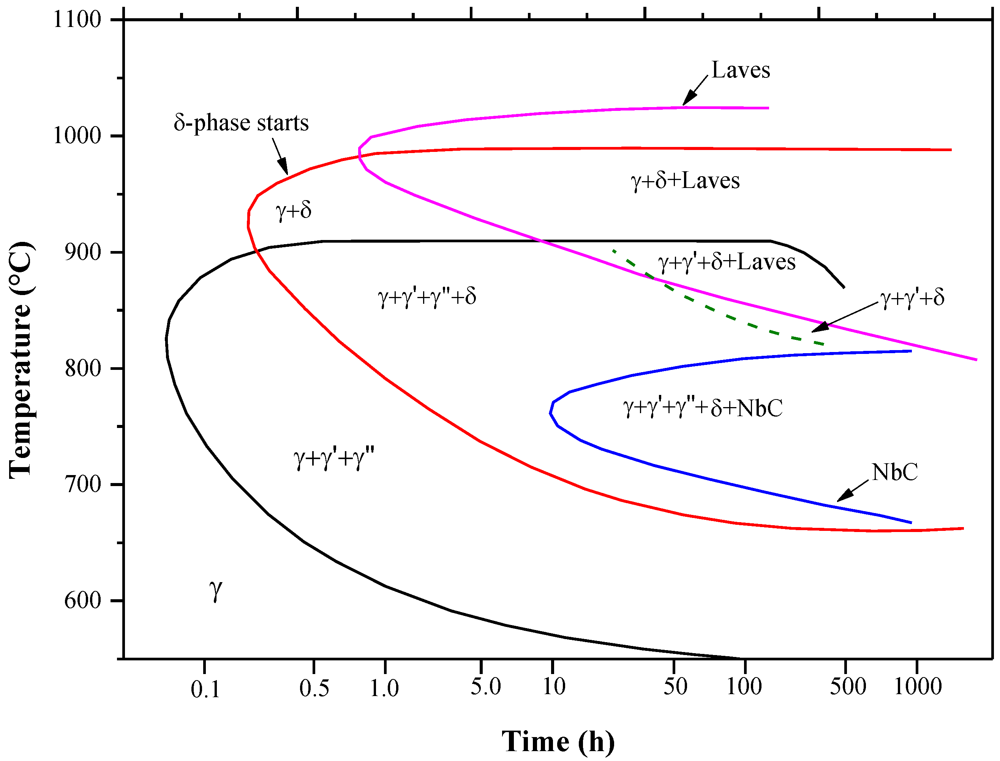 1100
Laves
δ-phase starts
1000
γ+δ+Laves
γ+δ
900
γ+γ'+δ+Laves
γ+γ'+γ"+δ
γ+γ'+δ
800
γ+γ'+γ"+δ+NbC
γ+γ'+γ"
NbC
700
600
γ
Temperature (°C)
0.1 0.5 1.0 5.0 10 50 100 500 1000
Time (h)